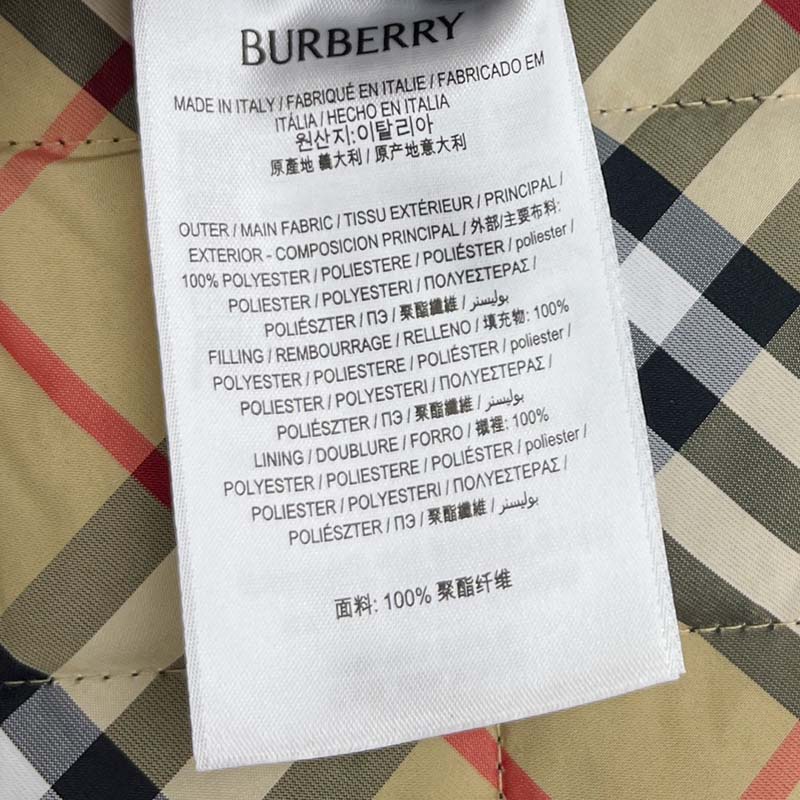 BURBERRY
MADE IN ITALY / FABRIQUÉ EN ITALIE / FABRICADO EM
ITÁLIA / HECHO EN ITALIA
원산지:이탈리아
原產地 義大利 / 原产地意大利
OUTER / MAIN FABRIC / TISSU EXTÉRIEUR / PRINCIPAL /
EXTERIOR - COMPOSICION PRINCIPAL / 外部/主要布料:
100% POLYESTER / POLIESTERE / POLIÉSTER / poliester /
POLIESTER / POLYESTERI / ΠΟΛΥΕΣΤΕΡΑΣ /
POLIÉSZTER / ПЭ / 聚酯纖維 / بوليستر
FILLING / REMBOURRAGE / RELLENO / 填充物: 100%
POLYESTER / POLIESTERE / POLIÉSTER / poliester /
POLIESTER / POLYESTERI / ΠΟΛΥΕΣΤΕΡΑΣ /
POLIÉSZTER / ПЭ / 聚酯纖維 / بوليستر
LINING / DOUBLURE / FORRO / 襯裡: 100%
POLYESTER / POLIESTERE / POLIÉSTER / poliester /
POLIESTER / POLYESTERI / ΠΟΛΥΕΣΤΕΡΑΣ /
POLIÉSZTER / ПЭ / 聚酯纖維 / بوليستر
面料: 100% 聚酯纤维